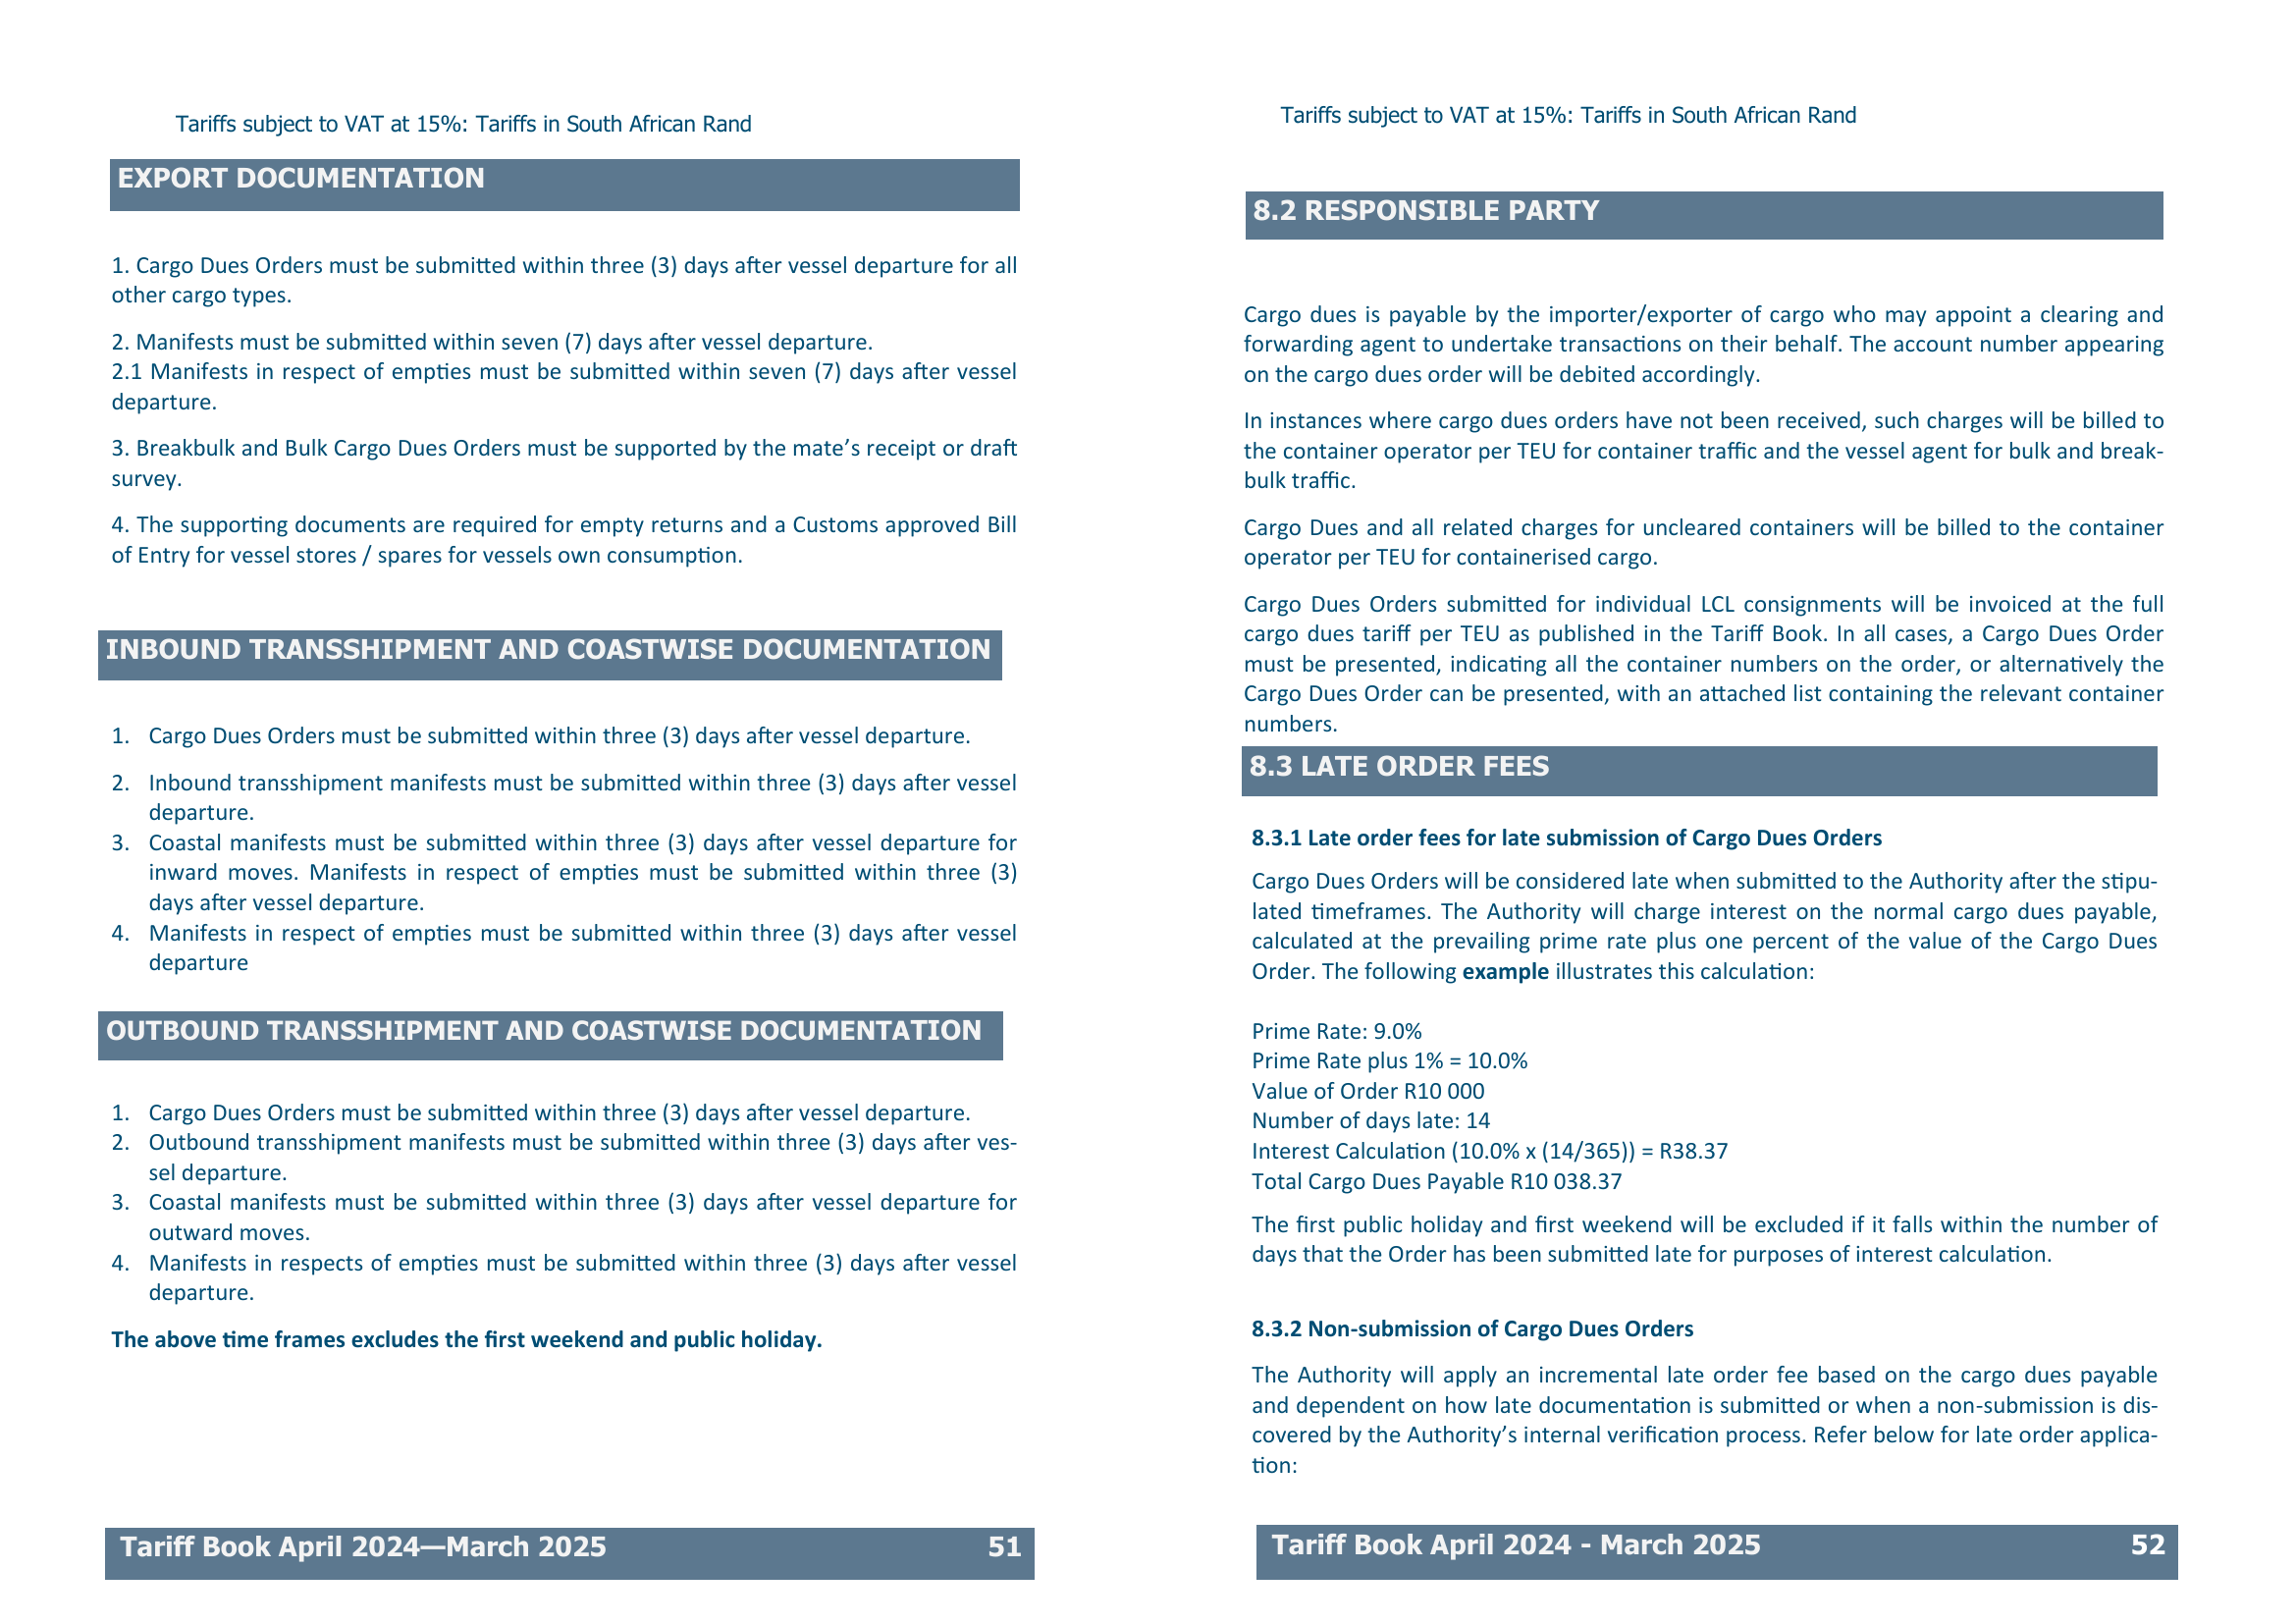 Tariffs subject to VAT at 15%: Tariffs in South African Rand
EXPORT DOCUMENTATION
1. Cargo Dues Orders must be submitted within three (3) days after vessel departure for all
other cargo types.
2. Manifests must be submitted within seven (7) days after vessel departure.
2.1 Manifests in respect of empties must be submitted within seven (7) days after vessel
departure.
3. Breakbulk and Bulk Cargo Dues Orders must be supported by the mate’s receipt or draft
survey.
4. The supporting documents are required for empty returns and a Customs approved Bill
of Entry for vessel stores / spares for vessels own consumption.
INBOUND TRANSSHIPMENT AND COASTWISE DOCUMENTATION
1. Cargo Dues Orders must be submitted within three (3) days after vessel departure.
2. Inbound transshipment manifests must be submitted within three (3) days after vessel
departure.
3. Coastal manifests must be submitted within three (3) days after vessel departure for
inward moves. Manifests in respect of empties must be submitted within three (3)
days after vessel departure.
4. Manifests in respect of empties must be submitted within three (3) days after vessel
departure
OUTBOUND TRANSSHIPMENT AND COASTWISE DOCUMENTATION
1. Cargo Dues Orders must be submitted within three (3) days after vessel departure.
2. Outbound transshipment manifests must be submitted within three (3) days after ves-
sel departure.
3. Coastal manifests must be submitted within three (3) days after vessel departure for
outward moves.
4. Manifests in respects of empties must be submitted within three (3) days after vessel
departure.
The above time frames excludes the first weekend and public holiday.
Tariff Book April 2024—March 2025 51
Tariffs subject to VAT at 15%: Tariffs in South African Rand
8.2 RESPONSIBLE PARTY
Cargo dues is payable by the importer/exporter of cargo who may appoint a clearing and
forwarding agent to undertake transactions on their behalf. The account number appearing
on the cargo dues order will be debited accordingly.
In instances where cargo dues orders have not been received, such charges will be billed to
the container operator per TEU for container traffic and the vessel agent for bulk and break-
bulk traffic.
Cargo Dues and all related charges for uncleared containers will be billed to the container
operator per TEU for containerised cargo.
Cargo Dues Orders submitted for individual LCL consignments will be invoiced at the full
cargo dues tariff per TEU as published in the Tariff Book. In all cases, a Cargo Dues Order
must be presented, indicating all the container numbers on the order, or alternatively the
Cargo Dues Order can be presented, with an attached list containing the relevant container
numbers.
8.3 LATE ORDER FEES
8.3.1 Late order fees for late submission of Cargo Dues Orders
Cargo Dues Orders will be considered late when submitted to the Authority after the stipu-
lated timeframes. The Authority will charge interest on the normal cargo dues payable,
calculated at the prevailing prime rate plus one percent of the value of the Cargo Dues
Order. The following example illustrates this calculation:
Prime Rate: 9.0%
Prime Rate plus 1% = 10.0%
Value of Order R10 000
Number of days late: 14
Interest Calculation (10.0% x (14/365)) = R38.37
Total Cargo Dues Payable R10 038.37
The first public holiday and first weekend will be excluded if it falls within the number of
days that the Order has been submitted late for purposes of interest calculation.
8.3.2 Non-submission of Cargo Dues Orders
The Authority will apply an incremental late order fee based on the cargo dues payable
and dependent on how late documentation is submitted or when a non-submission is dis-
covered by the Authority’s internal verification process. Refer below for late order applica-
tion:
Tariff Book April 2024 - March 2025 52